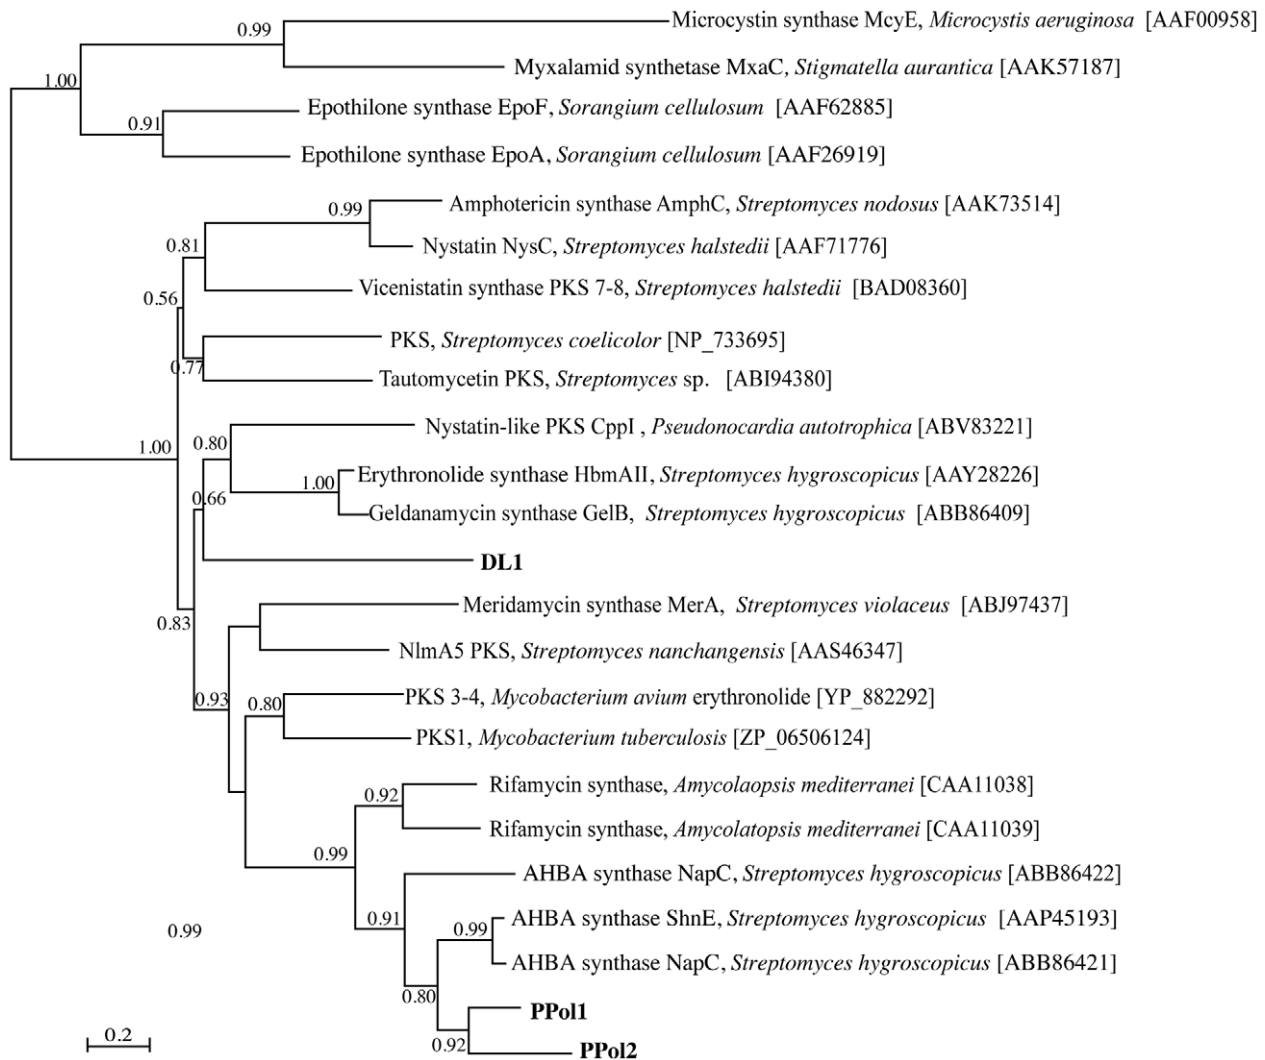 0.99
Microcystin synthase McyE, Microcystis aeruginosa [AAF00958]
Myxalamid synthetase MxaC, Stigmatella aurantica [AAK57187]
1.00
Epothilone synthase EpoF, Sorangium cellulosum [AAF62885]
0.91
Epothilone synthase EpoA, Sorangium cellulosum [AAF26919]
0.99
Amphotericin synthase AmphC, Streptomyces nodosus [AAK73514]
0.81
Nystatin NysC, Streptomyces halstedii [AAF71776]
0.56
Vicenistatin synthase PKS 7-8, Streptomyces halstedii [BAD08360]
PKS, Streptomyces coelicolor [NP_733695]
0.77
Tautomycetin PKS, Streptomyces sp. [ABI94380]
Nystatin-like PKS CppI , Pseudonocardia autotrophica [ABV83221]
1.00
0.80
Erythronolide synthase HbmAII, Streptomyces hygroscopicus [AAY28226]
1.00
0.66
Geldanamycin synthase GelB, Streptomyces hygroscopicus [ABB86409]
DL1
Meridamycin synthase MerA, Streptomyces violaceus [ABJ97437]
0.83
NlmA5 PKS, Streptomyces nanchangensis [AAS46347]
0.93
0.80
PKS 3-4, Mycobacterium avium erythronolide [YP_882292]
PKS1, Mycobacterium tuberculosis [ZP_06506124]
Rifamycin synthase, Amycolaopsis mediterranei [CAA11038]
0.92
Rifamycin synthase, Amycolatopsis mediterranei [CAA11039]
0.99
AHBA synthase NapC, Streptomyces hygroscopicus [ABB86422]
0.91
AHBA synthase ShnE, Streptomyces hygroscopicus [AAP45193]
0.99
0.99
AHBA synthase NapC, Streptomyces hygroscopicus [ABB86421]
0.80
PPol1
0.92
PPol2
0.2